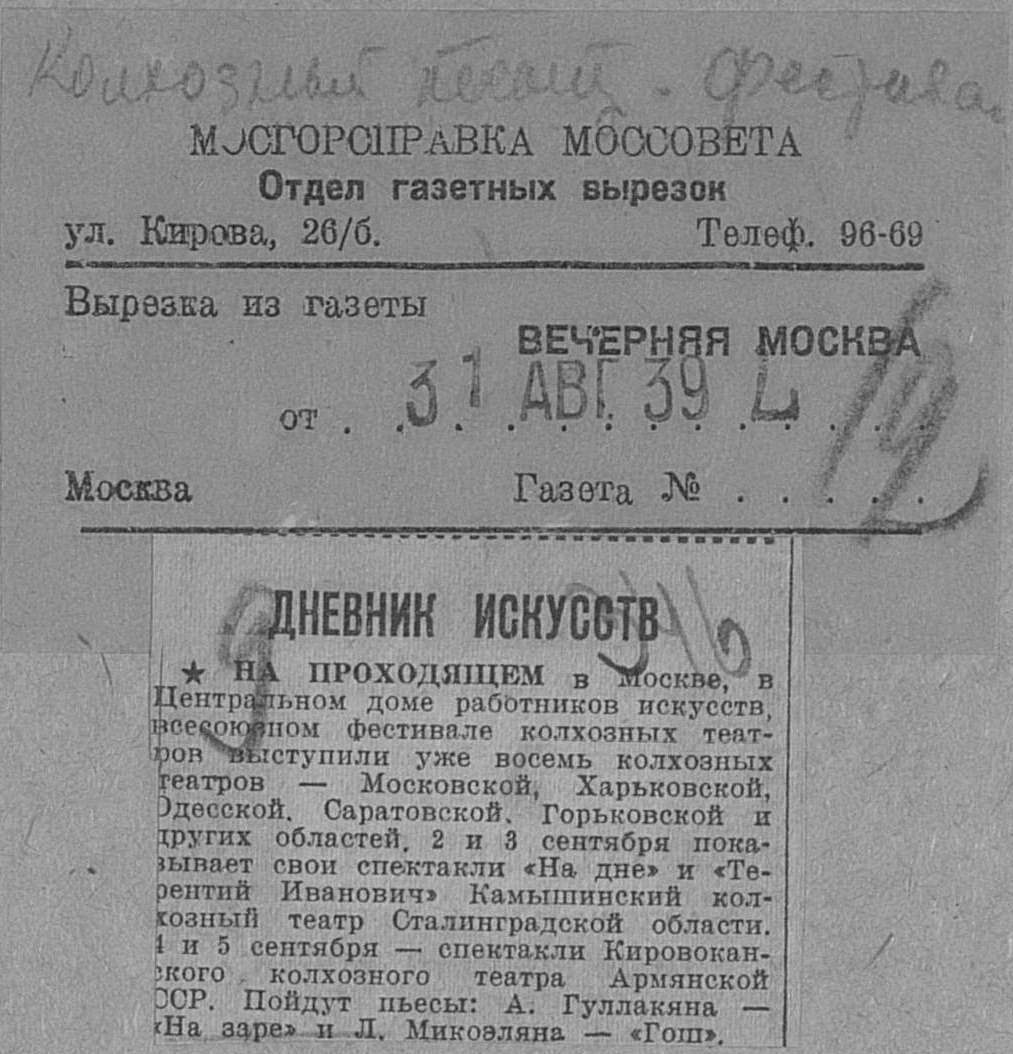 Колхозный театр. Фестиваль
МОСГОРСПРАВКА МОССОВЕТА
Отдел газетных вырезок
ул. Кирова, 26/б. Телеф. 96-69
Вырезка из газеты
ВЕЧЕРНЯЯ МОСКВА
от . . 31 АВГ. 39 . . . . .
Москва Газета № . . . . .
ДНЕВНИК ИСКУССТВ
★ НА ПРОХОДЯЩЕМ в Москве, в
Центральном доме работников искусств,
всесоюзном фестивале колхозных теат-
ров выступили уже восемь колхозных
театров — Московской, Харьковской,
Одесской, Саратовской, Горьковской и
других областей. 2 и 3 сентября пока-
зывает свои спектакли «На дне» и «Те-
рентий Иванович» Камышинский кол-
хозный театр Сталинградской области.
4 и 5 сентября — спектакли Кировокан-
ского колхозного театра Армянской
ССР. Пойдут пьесы: А. Гуллакяна —
«На заре» и Л. Микоэляна — «Гош».